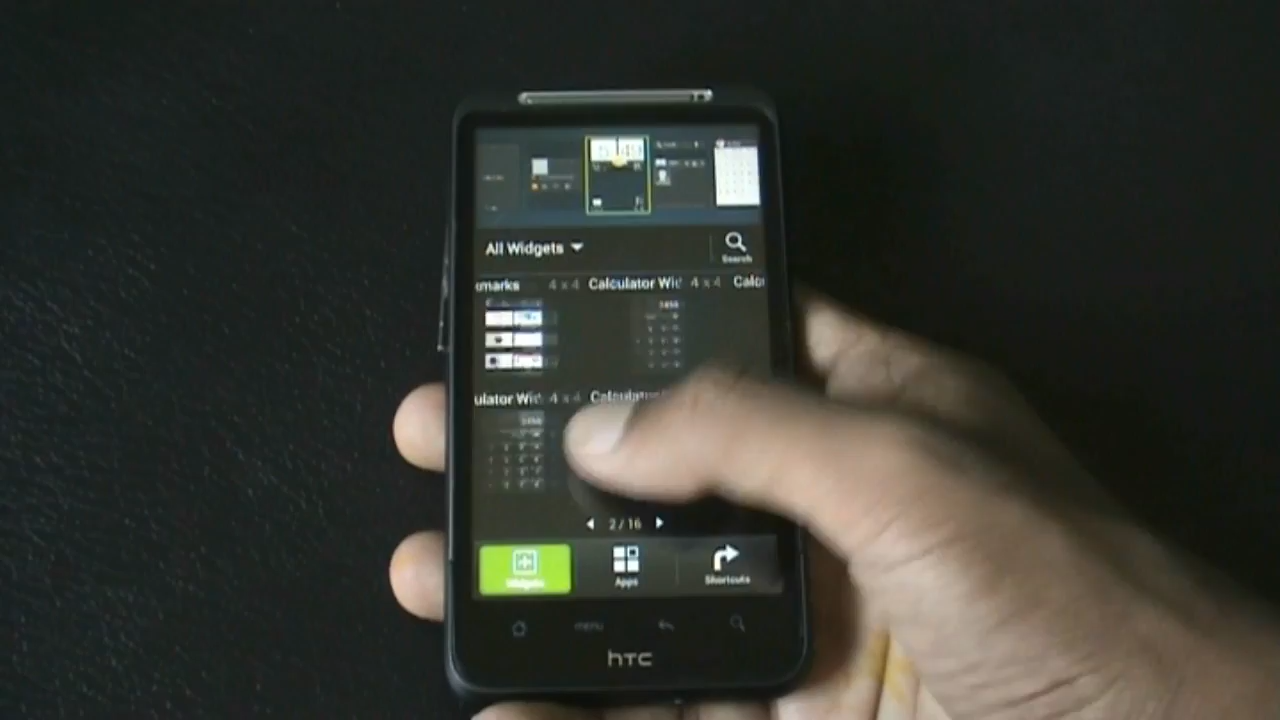 All Widgets
Search
kmarks 4 x 4 Calculator Wid 4 x 4 Calc
ulator Wid 4 x 4 Calculator
2 / 16
Widgets Apps Shortcuts
menu
hTC